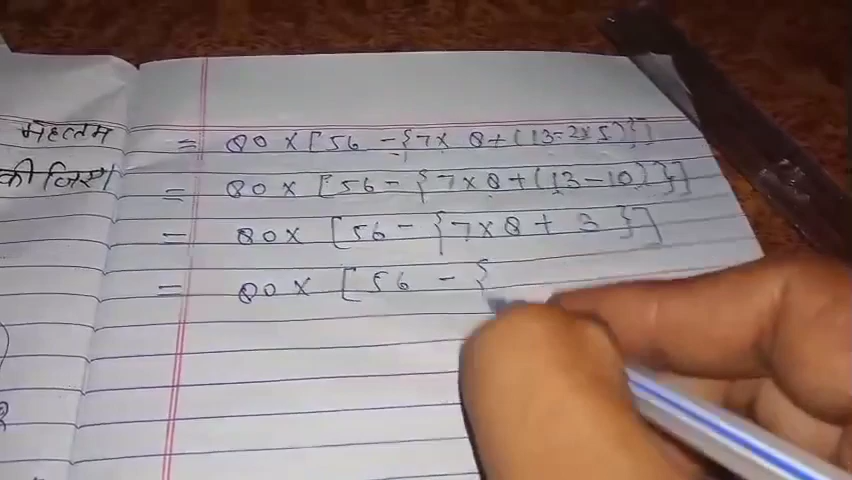 महत्तम
की जिए।
= 80 × [56 - {7 × 8 + (13 - 2 × 5)}]
= 80 × [56 - {7 × 8 + (13 - 10)}]
= 80 × [56 - {7 × 8 + 3}]
= 80 × [56 - {